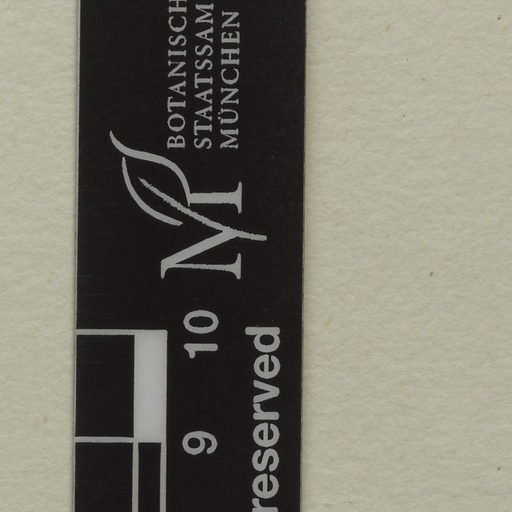 BOTANISCH
STAATSSAM
MÜNCHEN
M
9 10
reserved